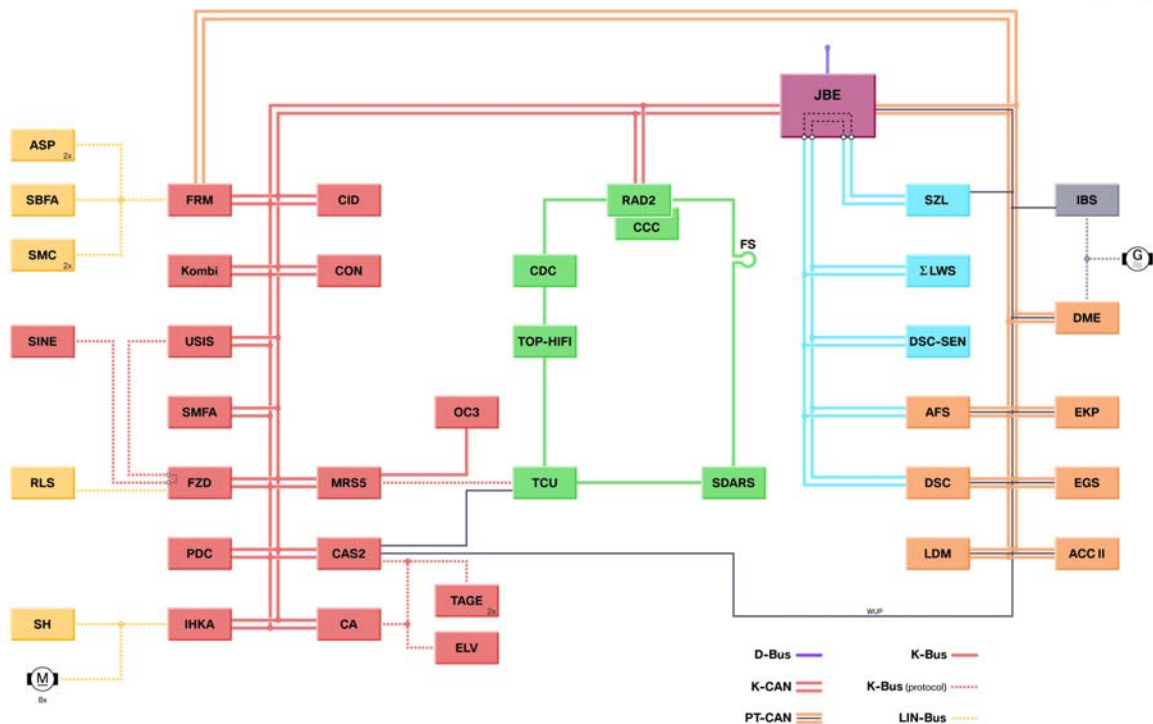 JBE
ASP
2x
SBFA
FRM
CID
RAD2
SZL
IBS
CCC
SMC
2x
FS
G
Kombi
CON
CDC
Σ LWS
DME
SINE
USIS
TOP-HIFI
DSC-SEN
SMFA
OC3
AFS
EKP
RLS
FZD
MRS5
TCU
SDARS
DSC
EGS
PDC
CAS2
LDM
ACC II
TAGE
2x
WUP
SH
IHKA
CA
ELV
M
8x
D-Bus
K-Bus
K-CAN
K-Bus (protocol)
PT-CAN
LIN-Bus